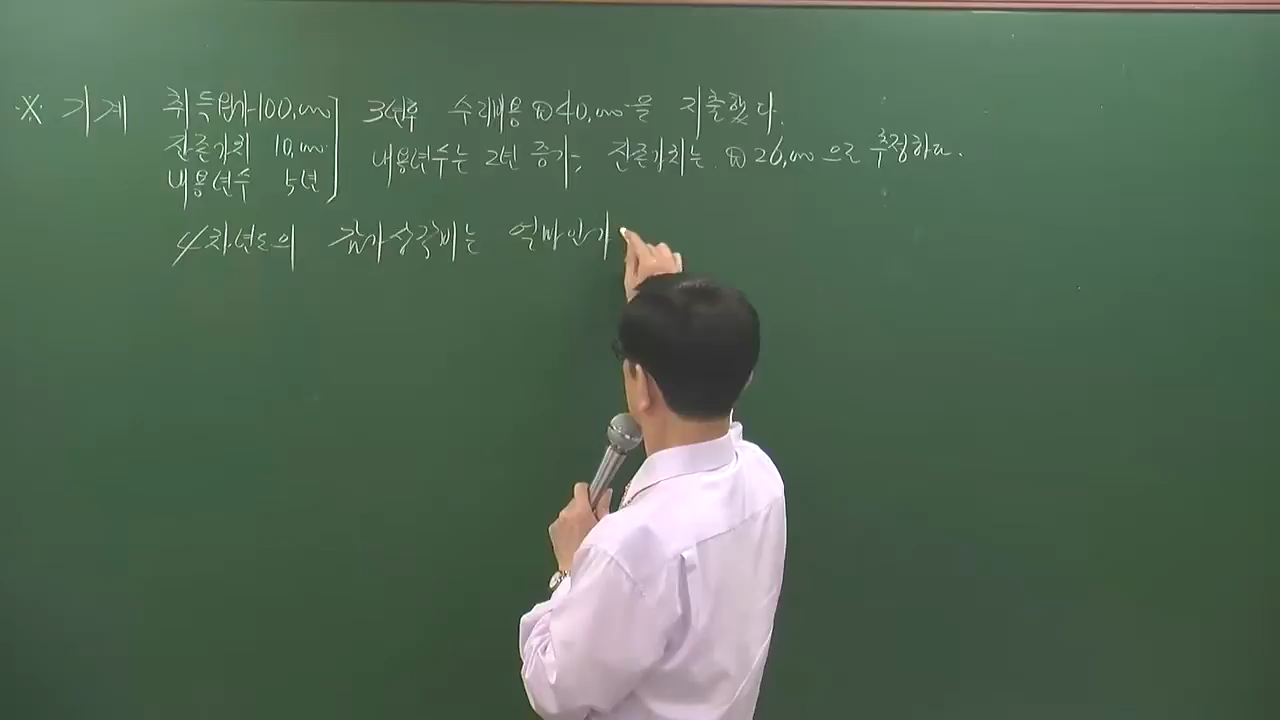 ※ 기계 취득원가 100,000 3년후 수리비용 ₩40,000을 지출했다.
잔존가치 10,000 내용년수는 2년 증가, 잔존가치는 ₩26,000으로 추정하다.
내용년수 5년
4차년도의 감가상각비는 얼마인가